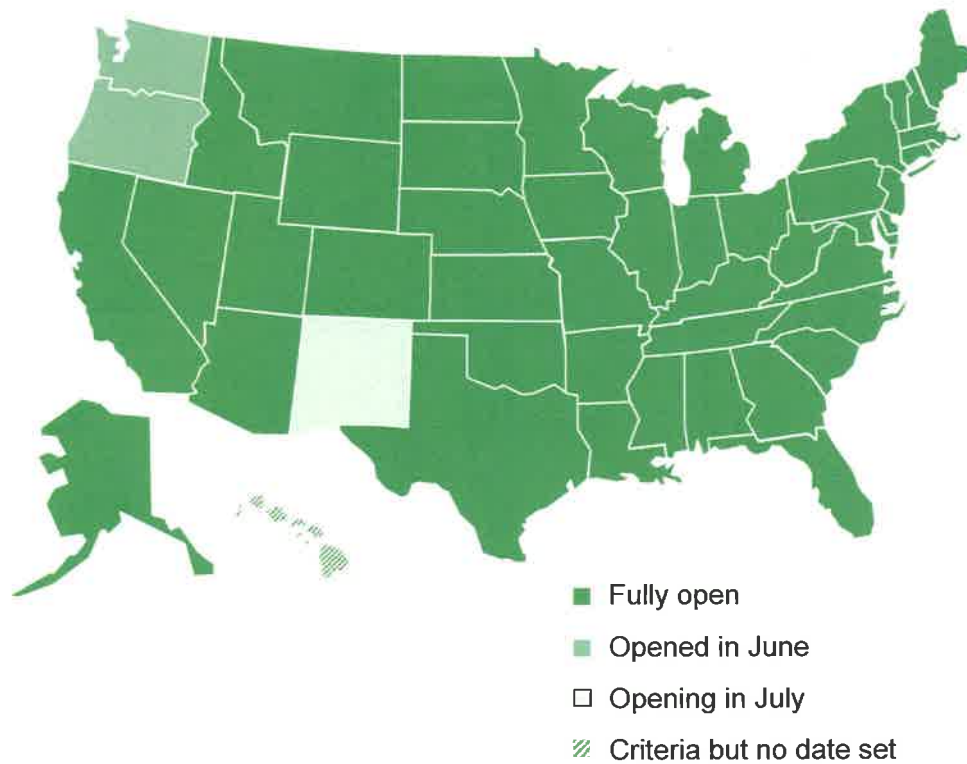 Fully open
Opened in June
Opening in July
Criteria but no date set